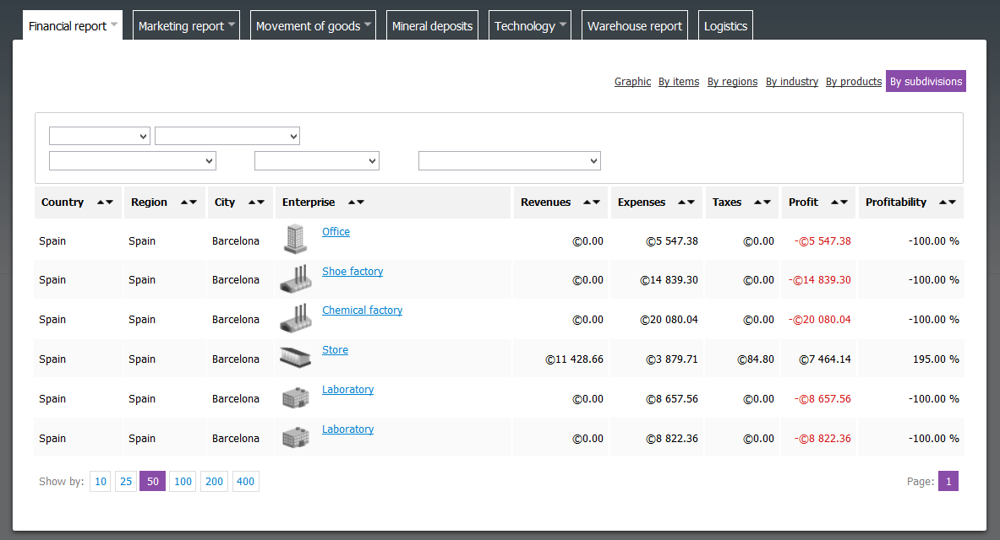 Financial report Marketing report Movement of goods Mineral deposits Technology Warehouse report Logistics
Graphic By items By regions By industry By products By subdivisions
Country Region City Enterprise Revenues Expenses Taxes Profit Profitability
Spain Spain Barcelona Office ©0.00 ©5 547.38 ©0.00 -©5 547.38 -100.00 %
Spain Spain Barcelona Shoe factory ©0.00 ©14 839.30 ©0.00 -©14 839.30 -100.00 %
Spain Spain Barcelona Chemical factory ©0.00 ©20 080.04 ©0.00 -©20 080.04 -100.00 %
Spain Spain Barcelona Store ©11 428.66 ©3 879.71 ©84.80 ©7 464.14 195.00 %
Spain Spain Barcelona Laboratory ©0.00 ©8 657.56 ©0.00 -©8 657.56 -100.00 %
Spain Spain Barcelona Laboratory ©0.00 ©8 822.36 ©0.00 -©8 822.36 -100.00 %
Show by: 10 25 50 100 200 400 Page: 1